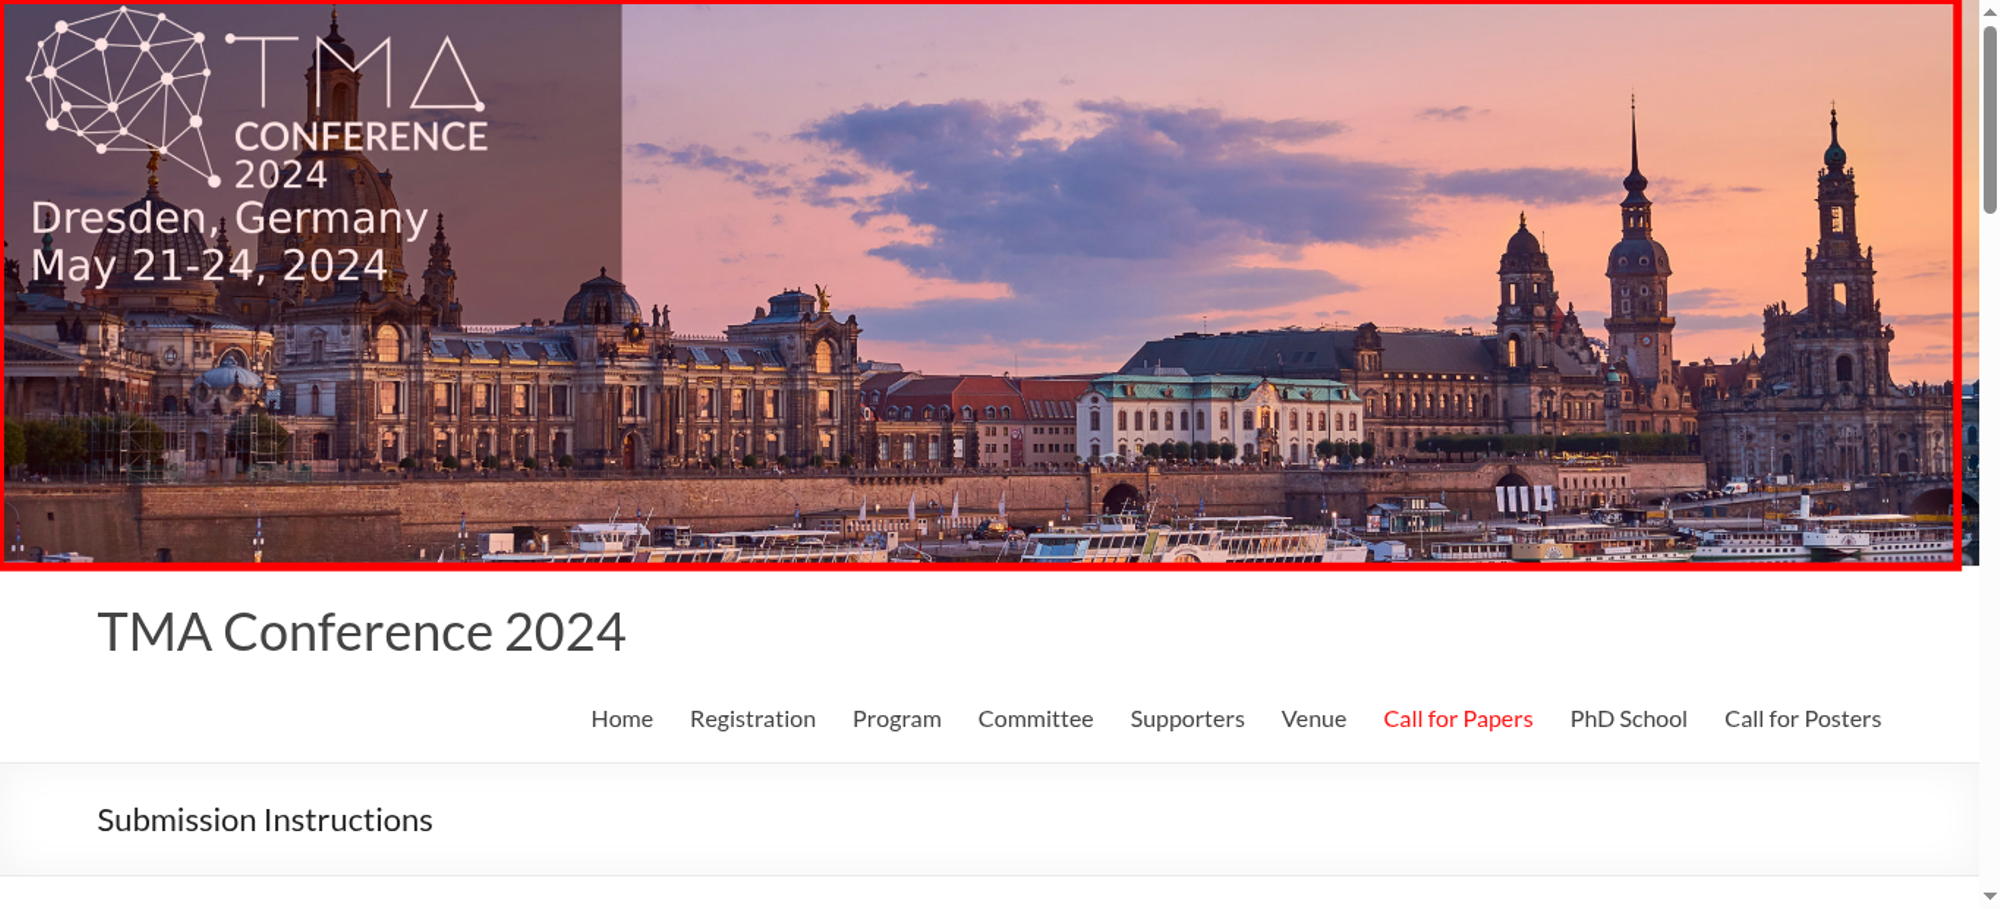 TMA
CONFERENCE
2024
Dresden, Germany
May 21-24, 2024
TMA Conference 2024
Home Registration Program Committee Supporters Venue Call for Papers PhD School Call for Posters
Submission Instructions